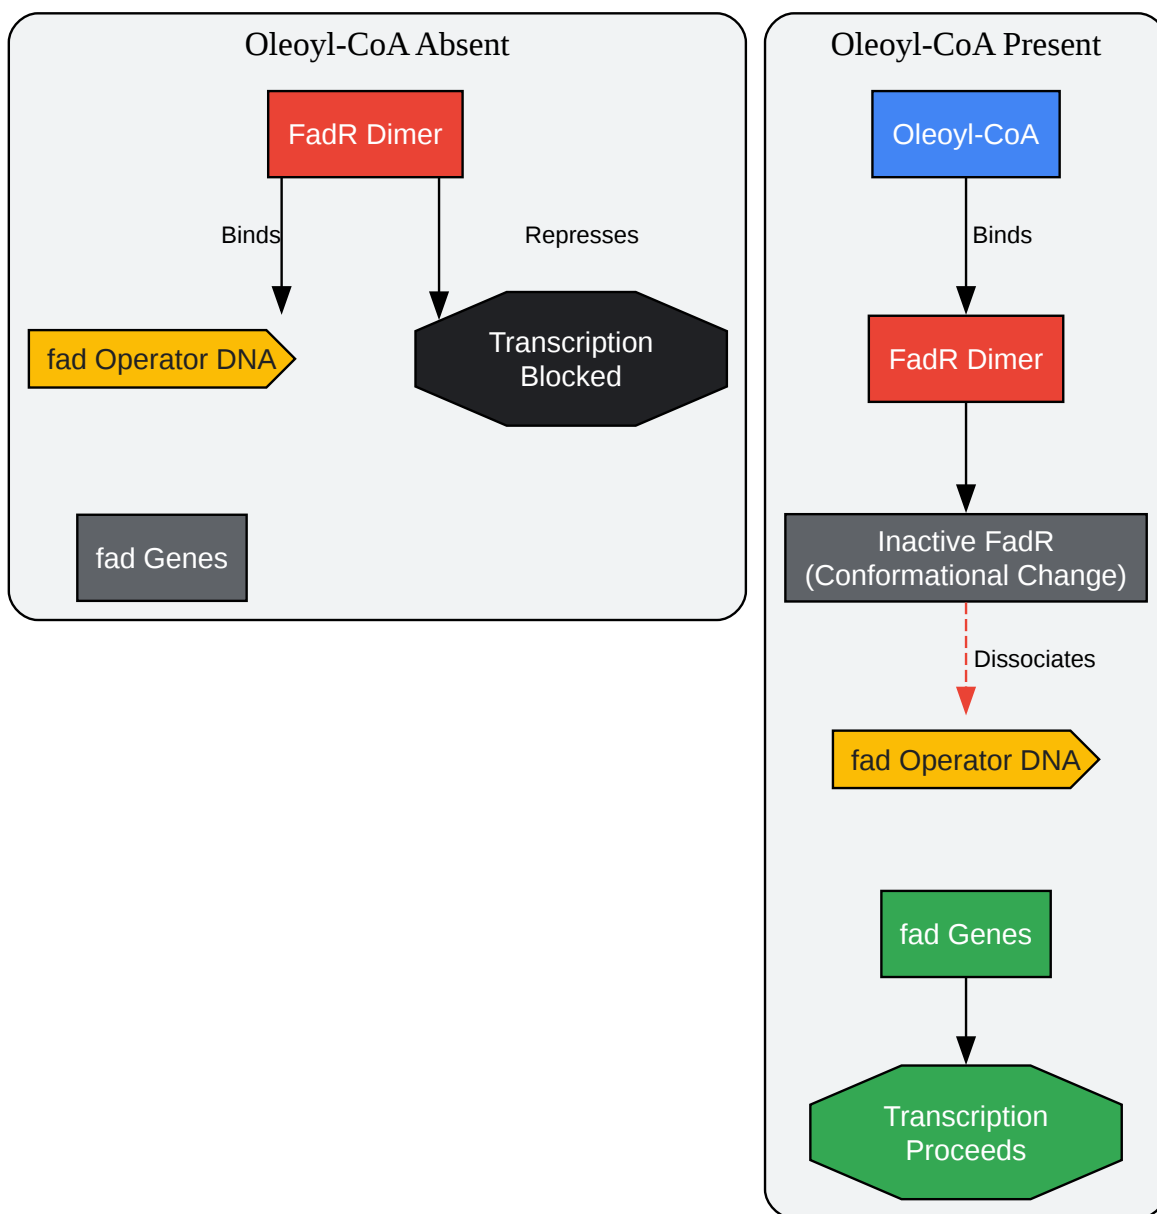 Oleoyl-CoA Absent
FadR Dimer
Binds
Represses
fad Operator DNA
Transcription
Blocked
fad Genes
Oleoyl-CoA Present
Oleoyl-CoA
Binds
FadR Dimer
Inactive FadR
(Conformational Change)
Dissociates
fad Operator DNA
fad Genes
Transcription
Proceeds